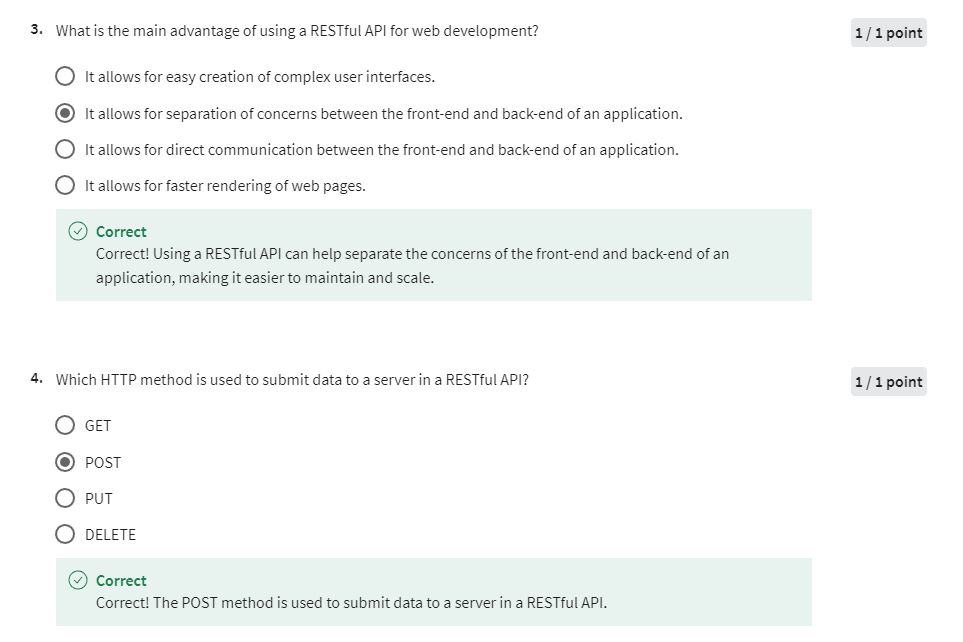 3. What is the main advantage of using a RESTful API for web development?
1 / 1 point
It allows for easy creation of complex user interfaces.
It allows for separation of concerns between the front-end and back-end of an application.
It allows for direct communication between the front-end and back-end of an application.
It allows for faster rendering of web pages.
Correct
Correct! Using a RESTful API can help separate the concerns of the front-end and back-end of an
application, making it easier to maintain and scale.
4. Which HTTP method is used to submit data to a server in a RESTful API?
1 / 1 point
GET
POST
PUT
DELETE
Correct
Correct! The POST method is used to submit data to a server in a RESTful API.